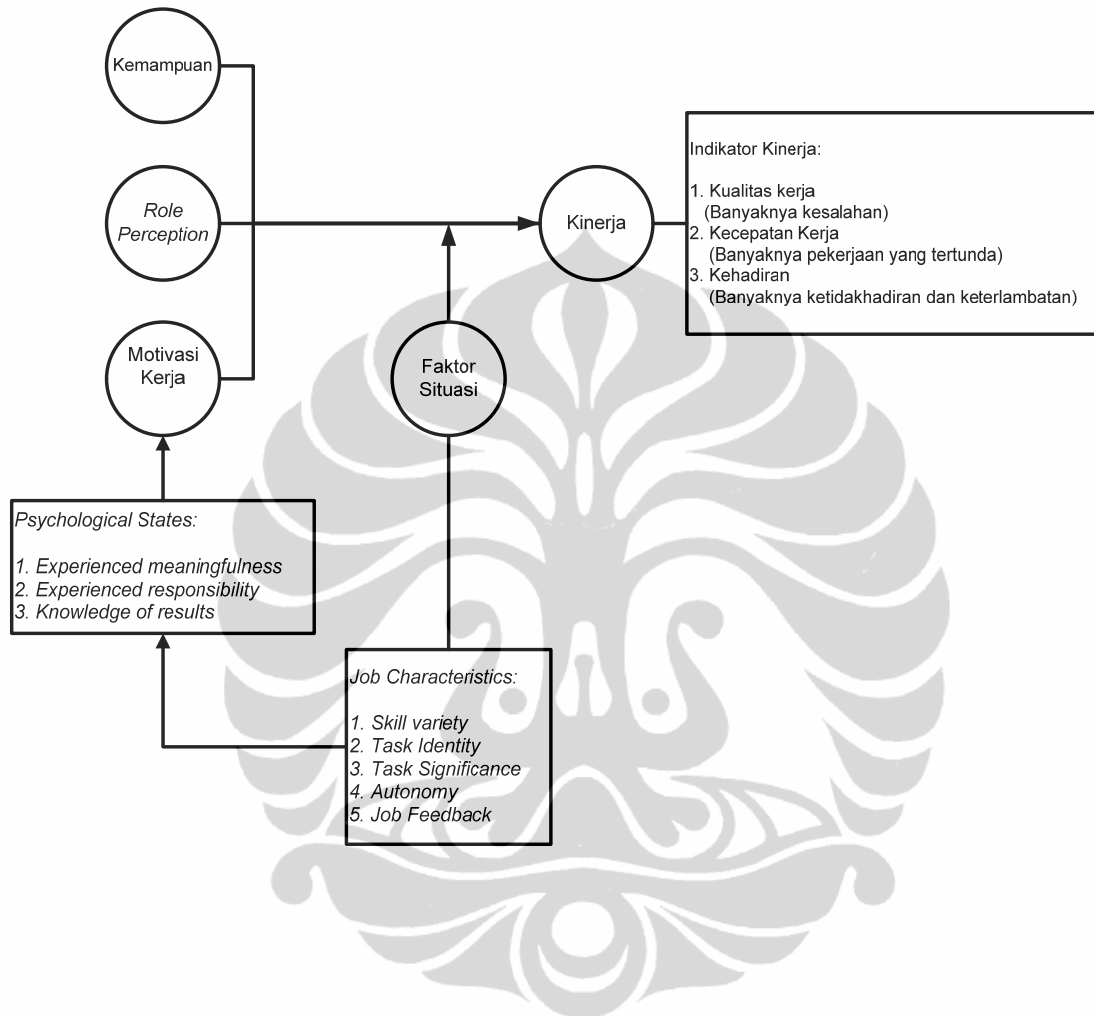 Kemampuan
Role
Perception
Motivasi
Kerja
Faktor
Situasi
Kinerja
Indikator Kinerja:
1. Kualitas kerja
(Banyaknya kesalahan)
2. Kecepatan Kerja
(Banyaknya pekerjaan yang tertunda)
3. Kehadiran
(Banyaknya ketidakhadiran dan keterlambatan)
Psychological States:
1. Experienced meaningfulness
2. Experienced responsibility
3. Knowledge of results
Job Characteristics:
1. Skill variety
2. Task Identity
3. Task Significance
4. Autonomy
5. Job Feedback